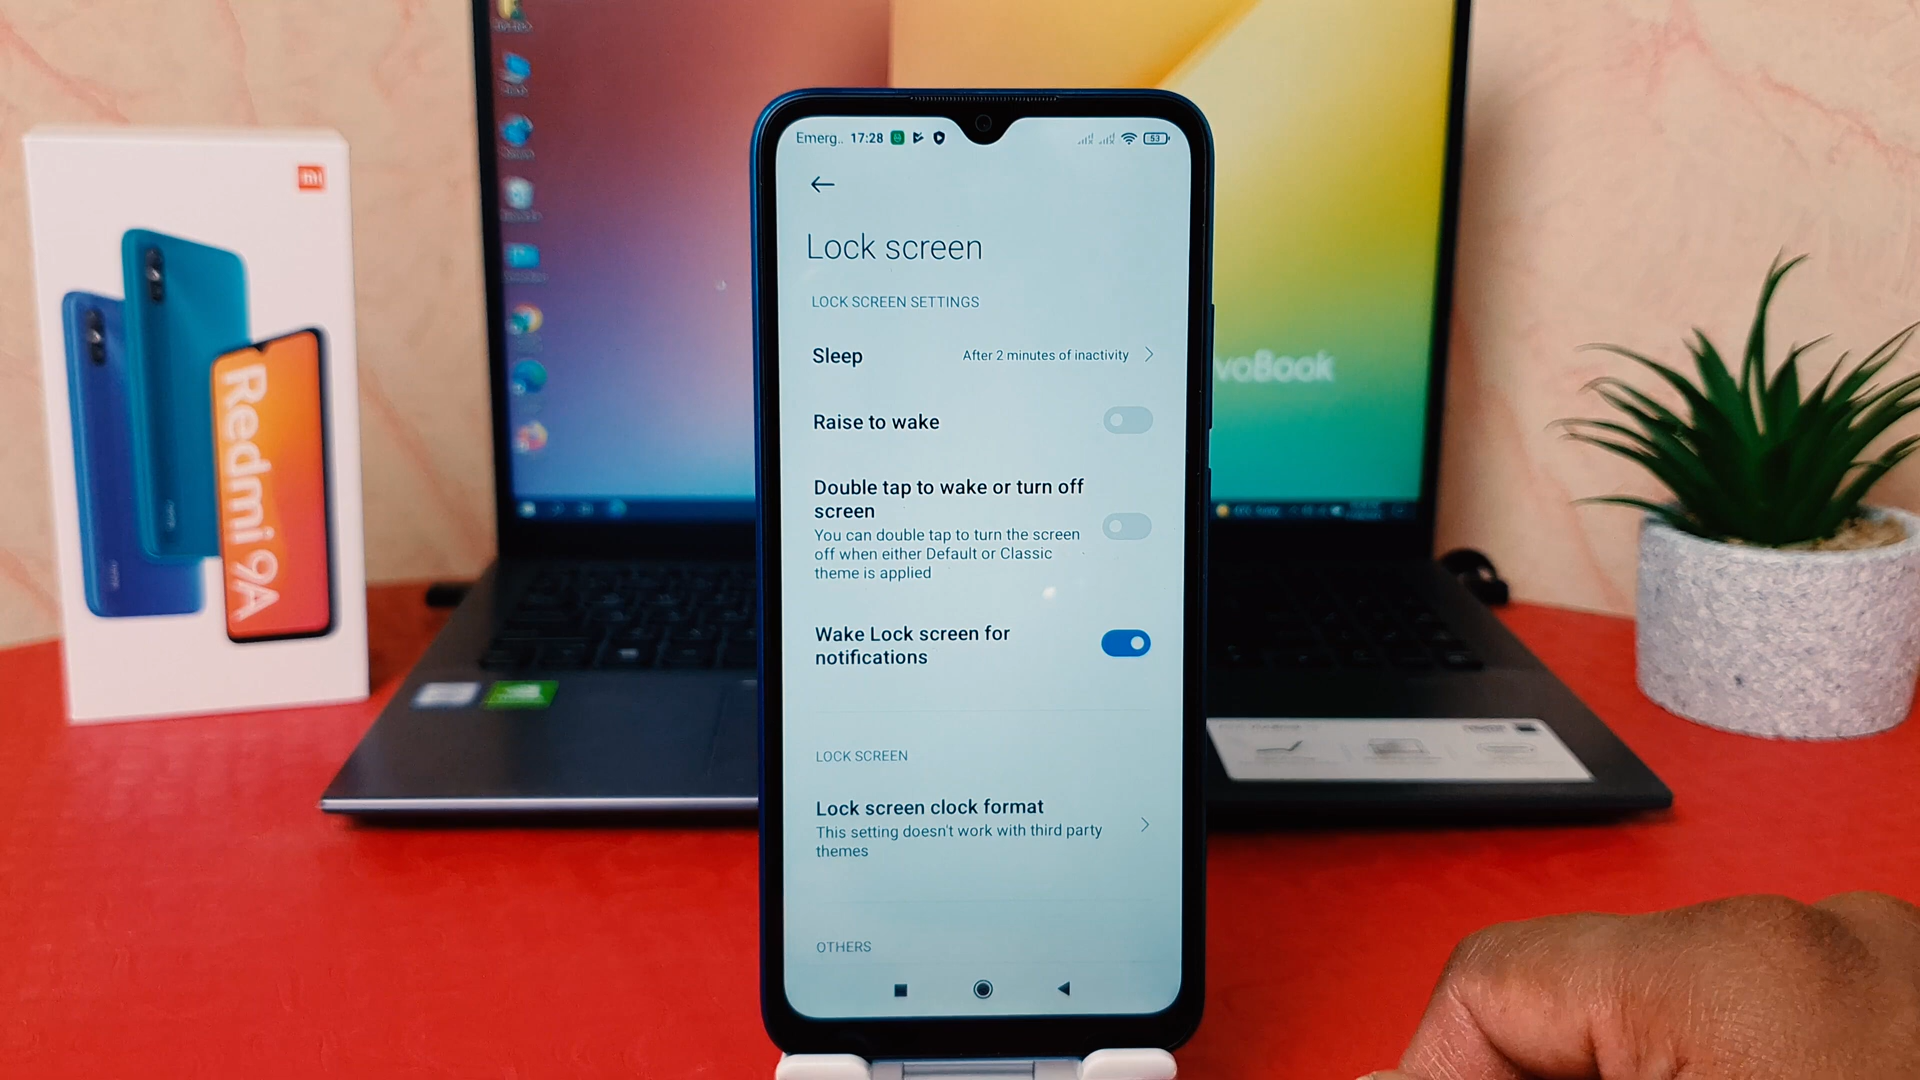 mi
Redmi 9A
voBook
Emerg.. 17:28
53
Lock screen
LOCK SCREEN SETTINGS
Sleep
After 2 minutes of inactivity
Raise to wake
Double tap to wake or turn off
screen
You can double tap to turn the screen
off when either Default or Classic
theme is applied
Wake Lock screen for
notifications
LOCK SCREEN
Lock screen clock format
This setting doesn't work with third party
themes
OTHERS